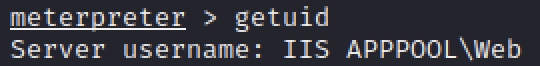 meterpreter > getuid
Server username: IIS APPPOOL\Web